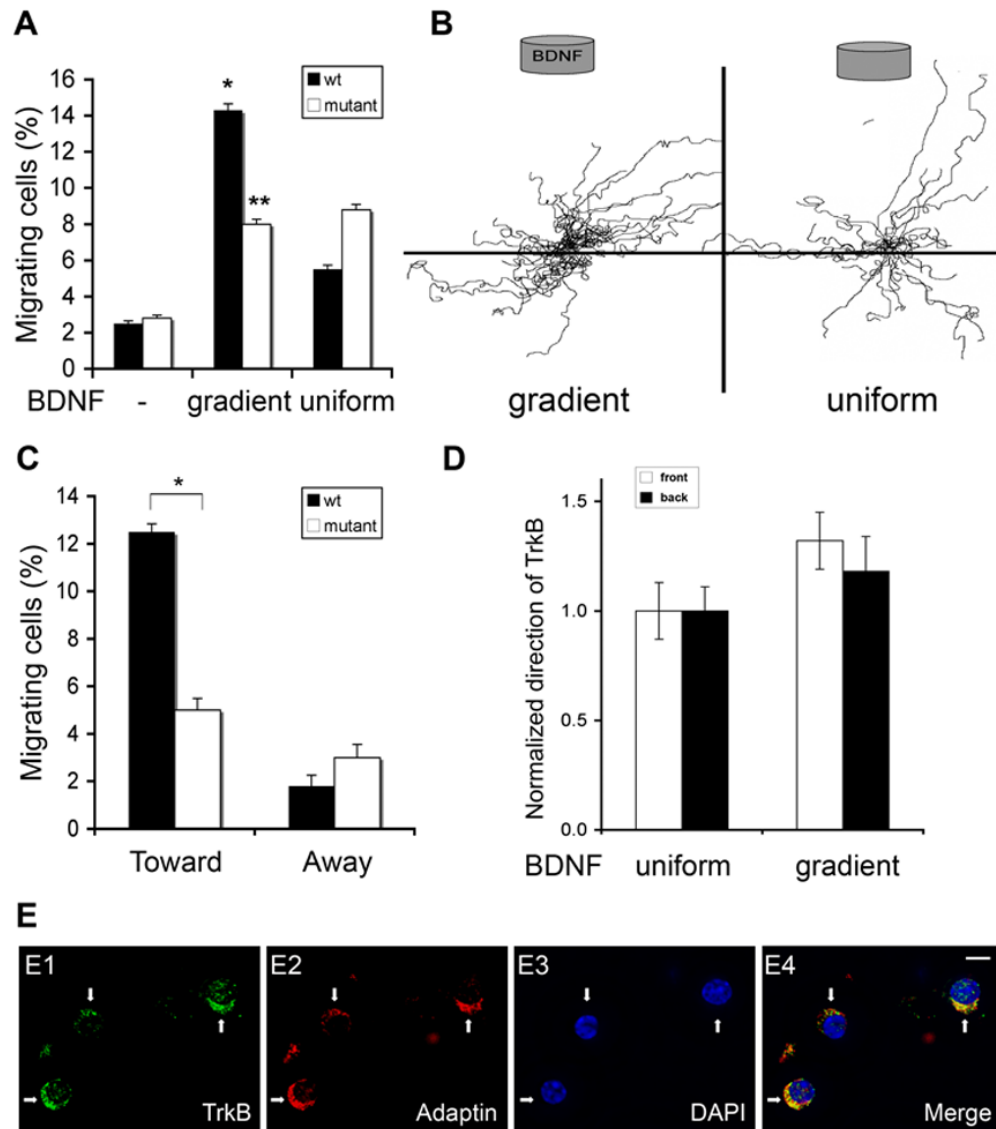 A
Migrating cells (%)
16
14
12
10
8
6
4
2
0
*
**
wt
mutant
BDNF - gradient uniform
B
BDNF
gradient
uniform
C
Migrating cells (%)
14
12
10
8
6
4
2
0
*
wt
mutant
Toward Away
D
Normalized direction of TrkB
front
back
1.5
1.0
0.5
0.0
BDNF uniform gradient
E
E1
TrkB
E2
Adaptin
E3
DAPI
E4
Merge